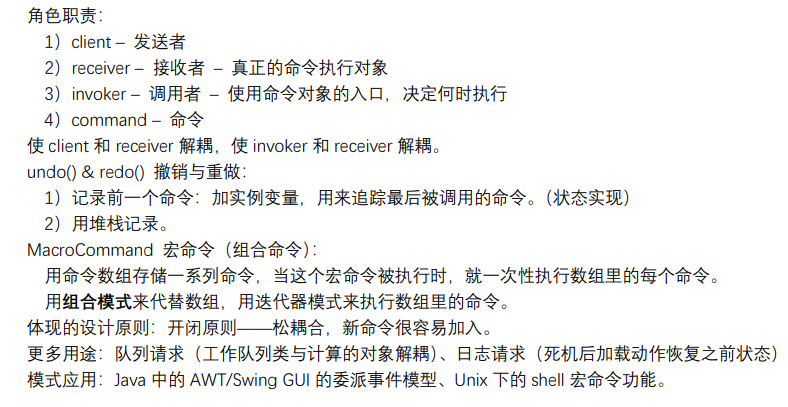 角色职责：
1）client – 发送者
2）receiver – 接收者 – 真正的命令执行对象
3）invoker – 调用者 – 使用命令对象的入口，决定何时执行
4）command – 命令
使 client 和 receiver 解耦，使 invoker 和 receiver 解耦。
undo() & redo() 撤销与重做：
1）记录前一个命令：加实例变量，用来追踪最后被调用的命令。（状态实现）
2）用堆栈记录。
MacroCommand 宏命令（组合命令）：
用命令数组存储一系列命令，当这个宏命令被执行时，就一次性执行数组里的每个命令。
用组合模式来代替数组，用迭代器模式来执行数组里的命令。
体现的设计原则：开闭原则——松耦合，新命令很容易加入。
更多用途：队列请求（工作队列类与计算的对象解耦）、日志请求（死机后加载动作恢复之前状态）
模式应用：Java 中的 AWT/Swing GUI 的委派事件模型、Unix 下的 shell 宏命令功能。